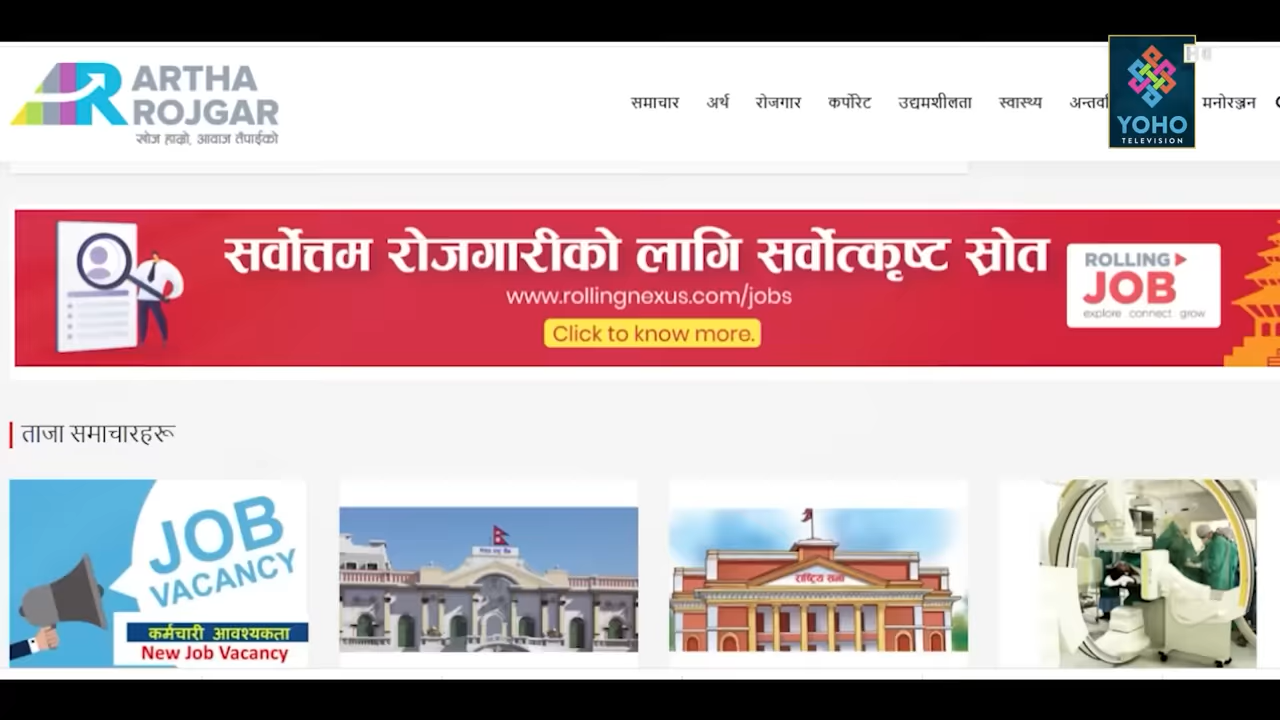 ARTHA
ROJGAR
खोज हाम्रो, आवाज तँपाईको
समाचार अर्थ रोजगार कर्पोरेट उद्यमशीलता स्वास्थ्य मनोरञ्जन
YOHO
TELEVISION
सर्वोत्तम रोजगारीको लागि सर्वोत्कृष्ट स्रोत
www.rollingnexus.com/jobs
Click to know more.
ROLLING
JOB
explore connect grow
ताजा समाचारहरू
JOB
VACANCY
कर्मचारी आवश्यकता
New Job Vacancy
राष्ट्रिय सभा